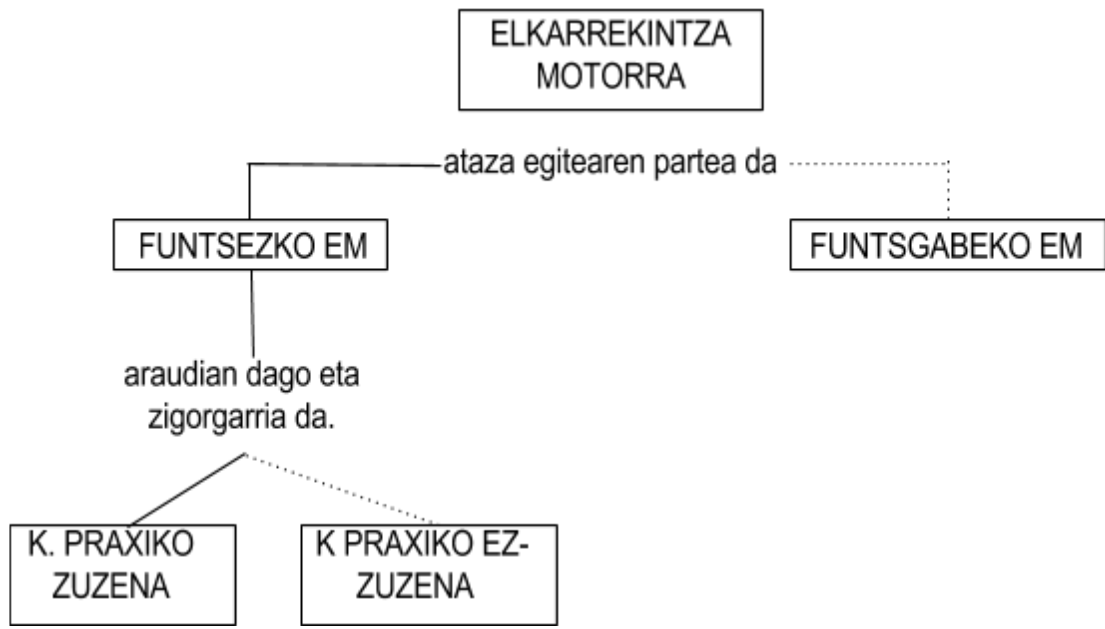 ELKARREKINTZA
MOTORRA
ataza egitearen partea da
FUNTSEZKO EM
FUNTSGABEKO EM
araudian dago eta
zigorgarria da.
K. PRAXIKO
ZUZENA
K PRAXIKO EZ-
ZUZENA